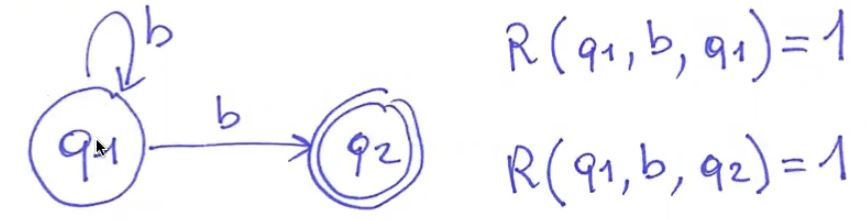 b
R(q1, b, q1) = 1
q1
b
q2
R(q1, b, q2) = 1